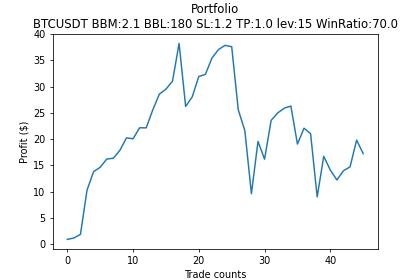 Portfolio
BTCUSDT BBM:2.1 BBL:180 SL:1.2 TP:1.0 lev:15 WinRatio:70.0
40
35
30
25
20
15
10
5
0
Profit ($)
0 10 20 30 40
Trade counts